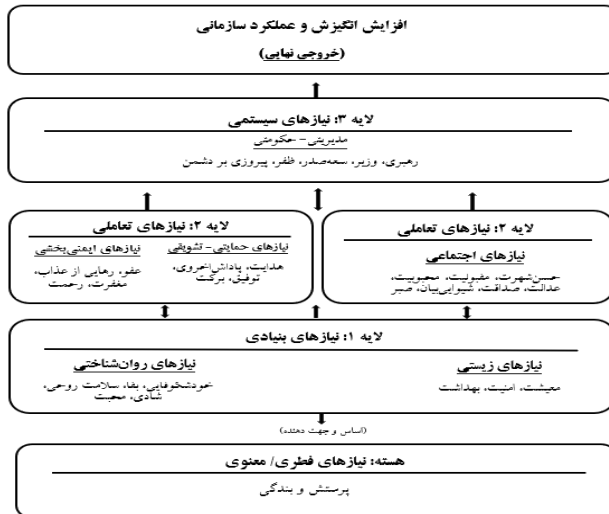 افزایش انگیزش و عملکرد سازمانی
(خروجی نهایی)
لایه ۳: نیازهای سیستمی
مدیریتی- حکومتی
رهبری، وزیر، سعه‌صدر، ظفر، پیروزی بر دشمن
لایه ۲: نیازهای تعاملی
نیازهای اجتماعی
حسن‌شهرت، مقبولیت، محبوبیت،
عدالت، صداقت، شیوایی‌بیان، صبر
لایه ۲: نیازهای تعاملی
نیازهای حمایتی- تشویقی
هدایت، پاداش‌اخروی،
توفیق، برکت
نیازهای ایمنی‌بخشی
عفو، رهایی از عذاب،
مغفرت، رحمت
لایه ۱: نیازهای بنیادی
نیازهای زیستی
معیشت، امنیت، بهداشت
نیازهای روان‌شناختی
خودشکوفایی، بقا، سلامت روحی،
شادی، محبت
(اساس و جهت دهنده)
هسته: نیازهای فطری/ معنوی
پرستش و بندگی